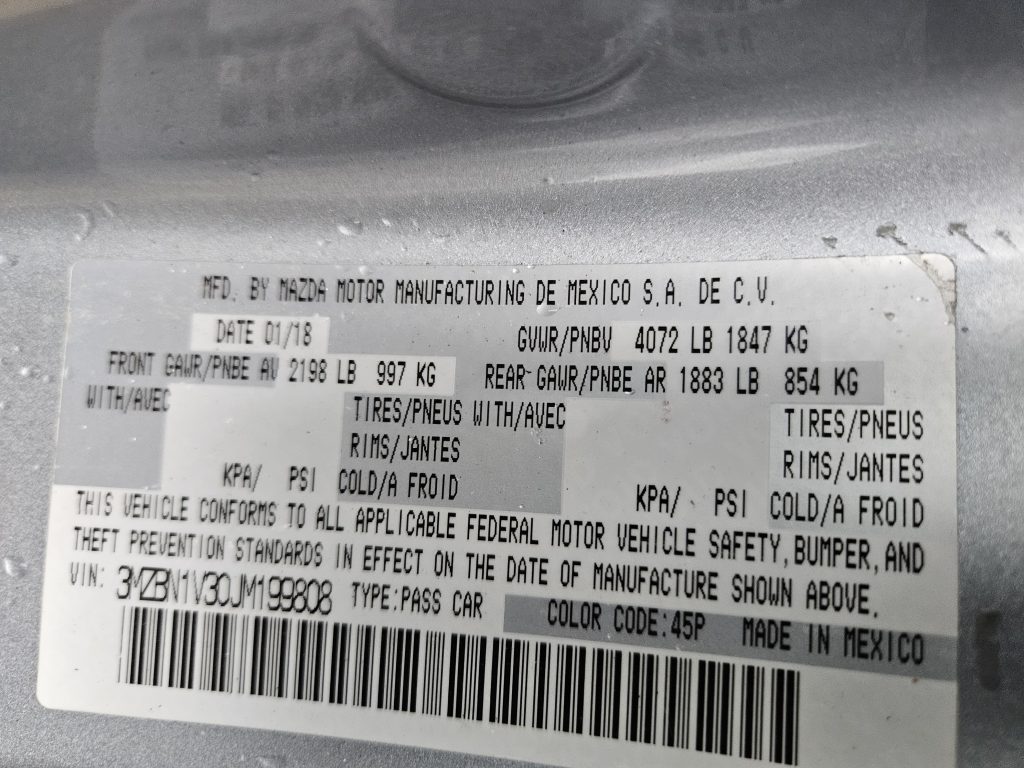 MFD. BY MAZDA MOTOR MANUFACTURING DE MEXICO S.A. DE C.V.
DATE 01/18 GVWR/PNBV 4072 LB 1847 KG
FRONT GAWR/PNBE AV 2198 LB 997 KG REAR GAWR/PNBE AR 1883 LB 854 KG
WITH/AVEC TIRES/PNEUS WITH/AVEC TIRES/PNEUS
RIMS/JANTES RIMS/JANTES
KPA/ PSI COLD/A FROID KPA/ PSI COLD/A FROID
THIS VEHICLE CONFORMS TO ALL APPLICABLE FEDERAL MOTOR VEHICLE SAFETY, BUMPER, AND
THEFT PREVENTION STANDARDS IN EFFECT ON THE DATE OF MANUFACTURE SHOWN ABOVE.
VIN: 3MZBN1V30JM199808 TYPE:PASS CAR COLOR CODE:45P MADE IN MEXICO